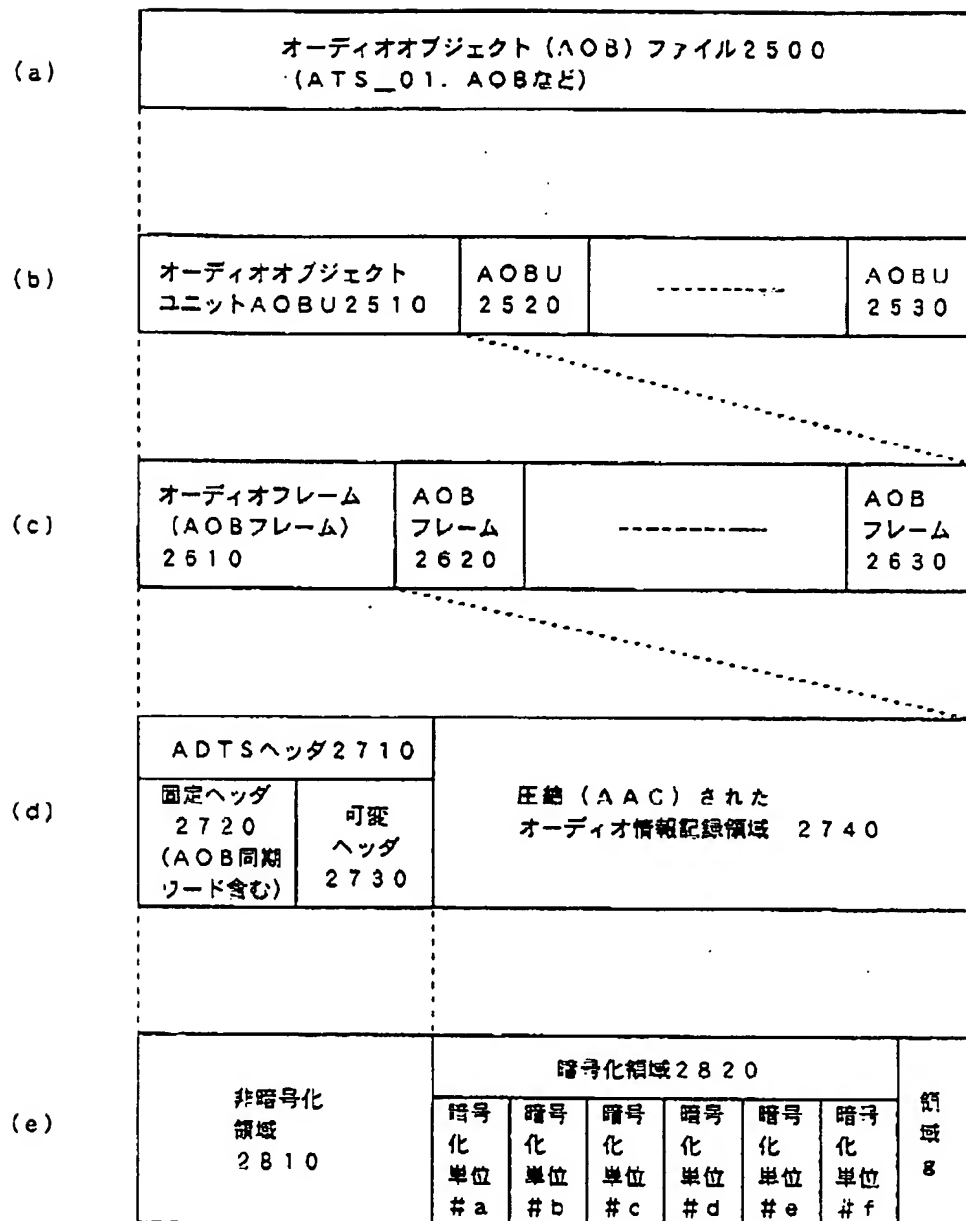 (a)
オーディオオブジェクト(AOB)ファイル2500
(ATS_01.AOBなど)
(b)
オーディオオブジェクト
ユニットAOBU2510
AOBU
2520
AOBU
2530
(c)
オーディオフレーム
(AOBフレーム)
2610
AOB
フレーム
2620
AOB
フレーム
2630
(d)
ADTSヘッダ2710
固定ヘッダ
2720
(AOB同期
ワード含む)
可変
ヘッダ
2730
圧縮(AAC)された
オーディオ情報記録領域 2740
(e)
非暗号化
領域
2810
暗号化領域2820
暗号
化
単位
#a
暗号
化
単位
#b
暗号
化
単位
#c
暗号
化
単位
#d
暗号
化
単位
#e
暗号
化
単位
#f
領
域
g